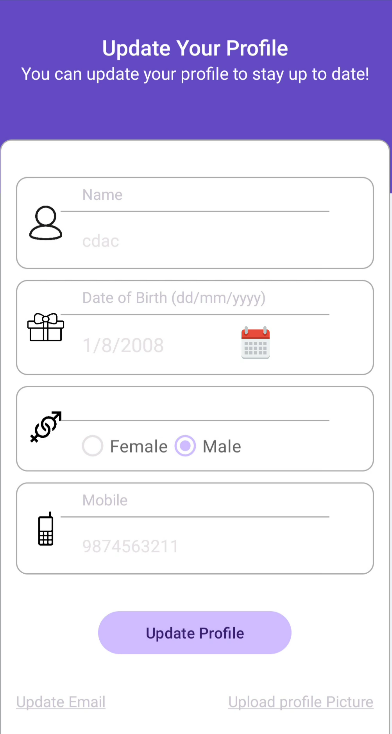 Update Your Profile
You can update your profile to stay up to date!
Name
cdac
Date of Birth (dd/mm/yyyy)
1/8/2008
Female Male
Mobile
9874563211
Update Profile
Update Email Upload profile Picture